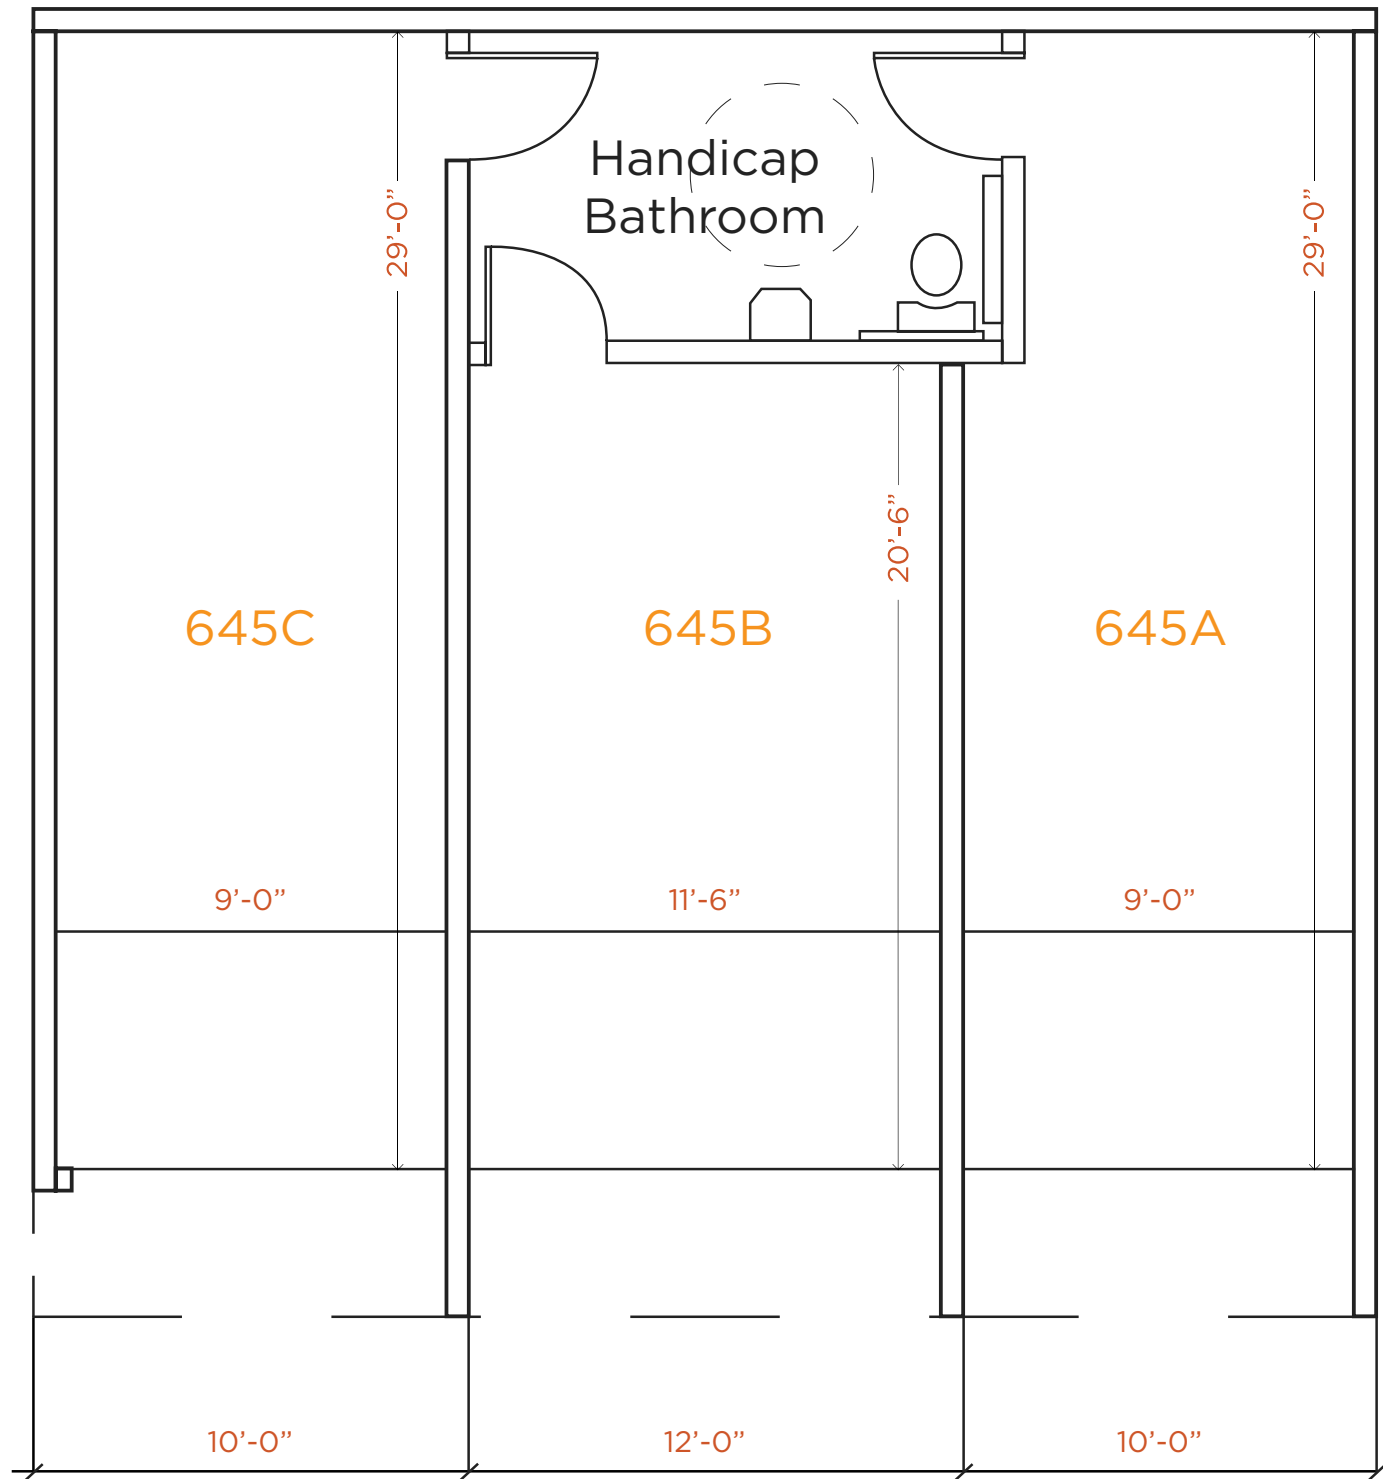 Handicap
Bathroom
29’-0”
29’-0”
20’-6”
645C
645B
645A
9’-0”
11’-6”
9’-0”
10’-0”
12’-0”
10’-0”